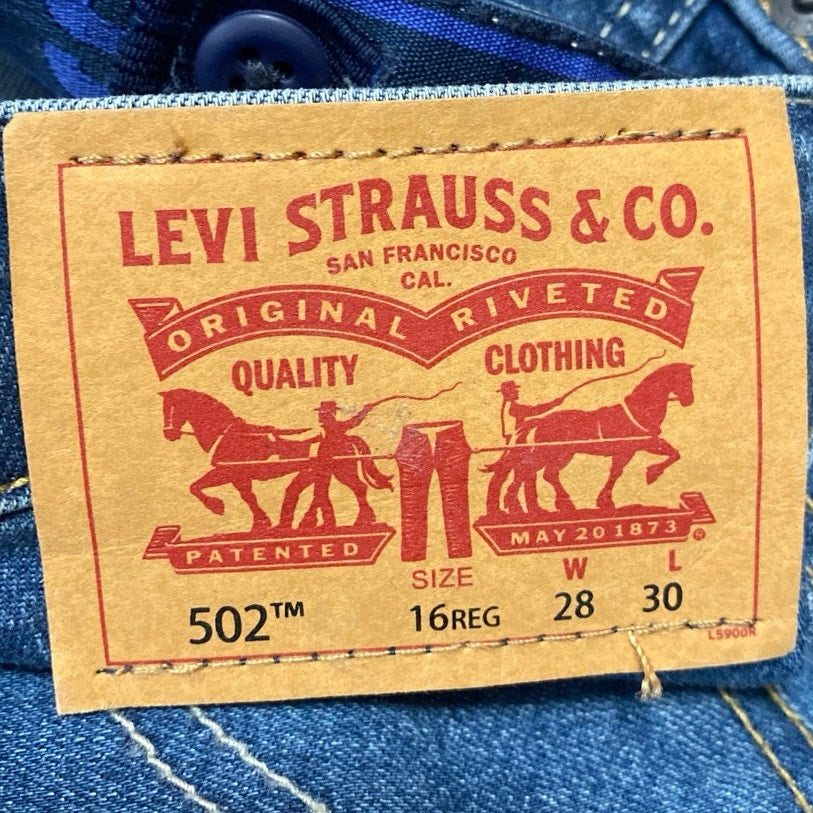 LEVI STRAUSS & CO.
SAN FRANCISCO
CAL.
ORIGINAL RIVETED
QUALITY CLOTHING
PATENTED MAY 20 1873 ®
SIZE W L
502™ 16REG 28 30
L5900R